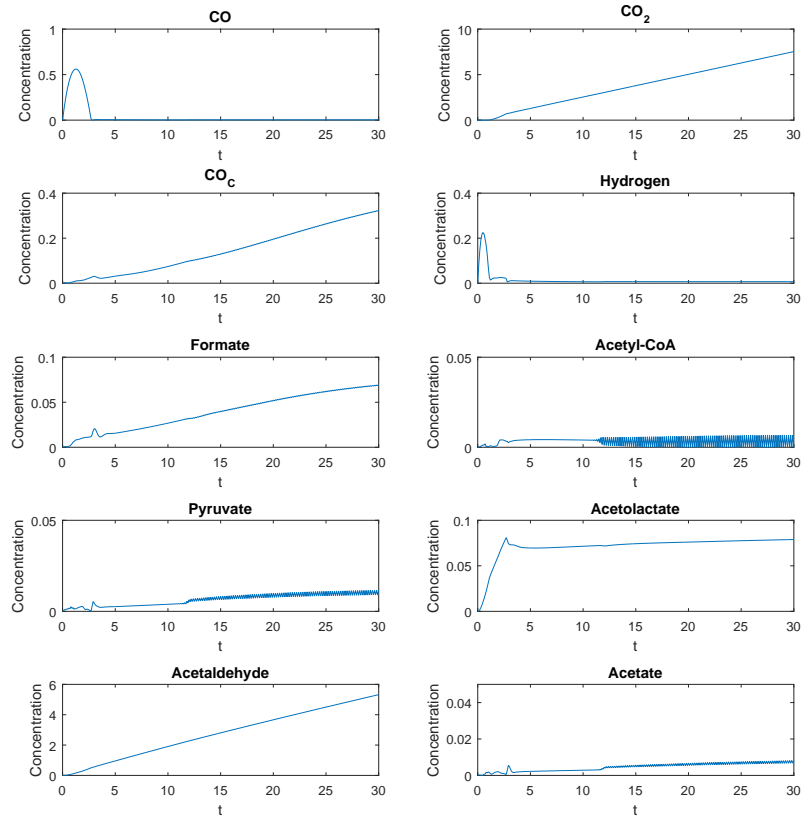 CO
Concentration
1
0.5
0
0 5 10 15 20 25 30
t
CO2
Concentration
10
5
0
0 5 10 15 20 25 30
t
COC
Concentration
0.4
0.2
0
0 5 10 15 20 25 30
t
Hydrogen
Concentration
0.4
0.2
0
0 5 10 15 20 25 30
t
Formate
Concentration
0.1
0.05
0
0 5 10 15 20 25 30
t
Acetyl-CoA
Concentration
0.05
0
0 5 10 15 20 25 30
t
Pyruvate
Concentration
0.05
0
0 5 10 15 20 25 30
t
Acetolactate
Concentration
0.1
0.05
0
0 5 10 15 20 25 30
t
Acetaldehyde
Concentration
6
4
2
0
0 5 10 15 20 25 30
t
Acetate
Concentration
0.04
0.02
0
0 5 10 15 20 25 30
t